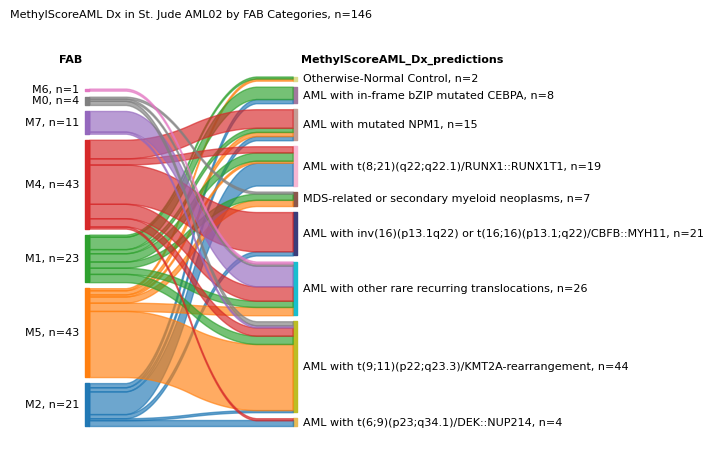 MethylScoreAML Dx in St. Jude AML02 by FAB Categories, n=146
FAB
MethylScoreAML_Dx_predictions
M6, n=1
M0, n=4
M7, n=11
M4, n=43
M1, n=23
M5, n=43
M2, n=21
Otherwise-Normal Control, n=2
AML with in-frame bZIP mutated CEBPA, n=8
AML with mutated NPM1, n=15
AML with t(8;21)(q22;q22.1)/RUNX1::RUNX1T1, n=19
MDS-related or secondary myeloid neoplasms, n=7
AML with inv(16)(p13.1q22) or t(16;16)(p13.1;q22)/CBFB::MYH11, n=21
AML with other rare recurring translocations, n=26
AML with t(9;11)(p22;q23.3)/KMT2A-rearrangement, n=44
AML with t(6;9)(p23;q34.1)/DEK::NUP214, n=4